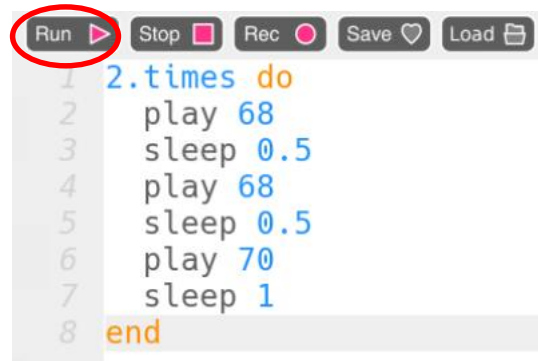 Run Stop Rec Save Load
1 2.times do
2 play 68
3 sleep 0.5
4 play 68
5 sleep 0.5
6 play 70
7 sleep 1
8 end